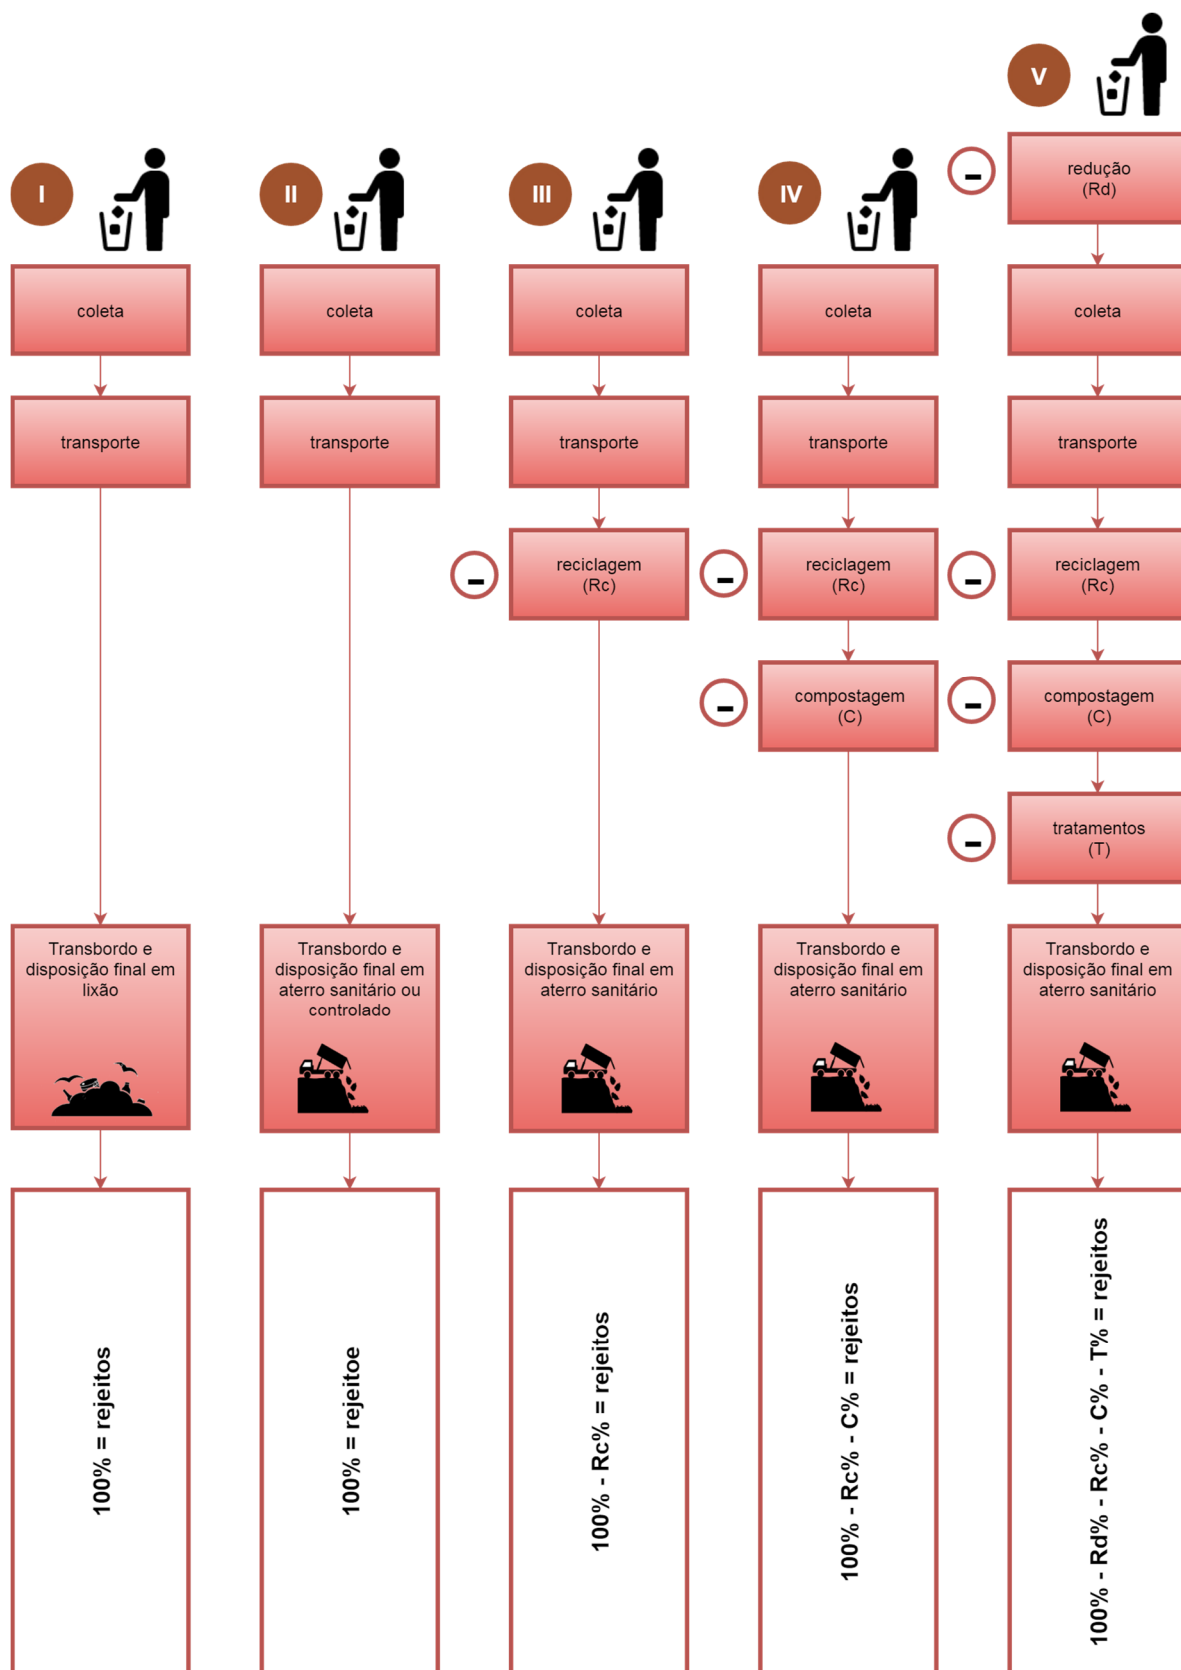 I
coleta
transporte
Transbordo e
disposição final em
lixão
100% = rejeitos
II
coleta
transporte
Transbordo e
disposição final em
aterro sanitário ou
controlado
100% = rejeitoe
III
coleta
transporte
-
reciclagem
(Rc)
Transbordo e
disposição final em
aterro sanitário
100% - Rc% = rejeitos
IV
coleta
transporte
-
reciclagem
(Rc)
-
compostagem
(C)
Transbordo e
disposição final em
aterro sanitário
100% - Rc% - C% = rejeitos
V
-
redução
(Rd)
coleta
transporte
-
reciclagem
(Rc)
-
compostagem
(C)
-
tratamentos
(T)
Transbordo e
disposição final em
aterro sanitário
100% - Rd% - Rc% - C% - T% = rejeitos